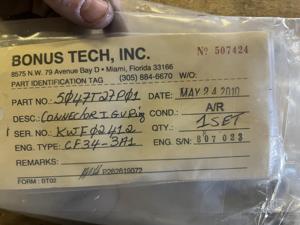 BONUS TECH, INC.
Nº 507424
8575 N.W. 79 Avenue Bay D • Miami, Florida 33166
PART IDENTIFICATION TAG (305) 884-6670 W/O:
PART NO.: 5047T27P01 DATE: MAY 24 2010
DESC: CONNECTOR I.G.V Rig COND.: A/R
SER. NO.: KWJF02412 QTY.: 1 SET
ENG. TYPE: CF34-3A1 ENG. S/N: 807023
REMARKS:
FORM : BT02 P262619072